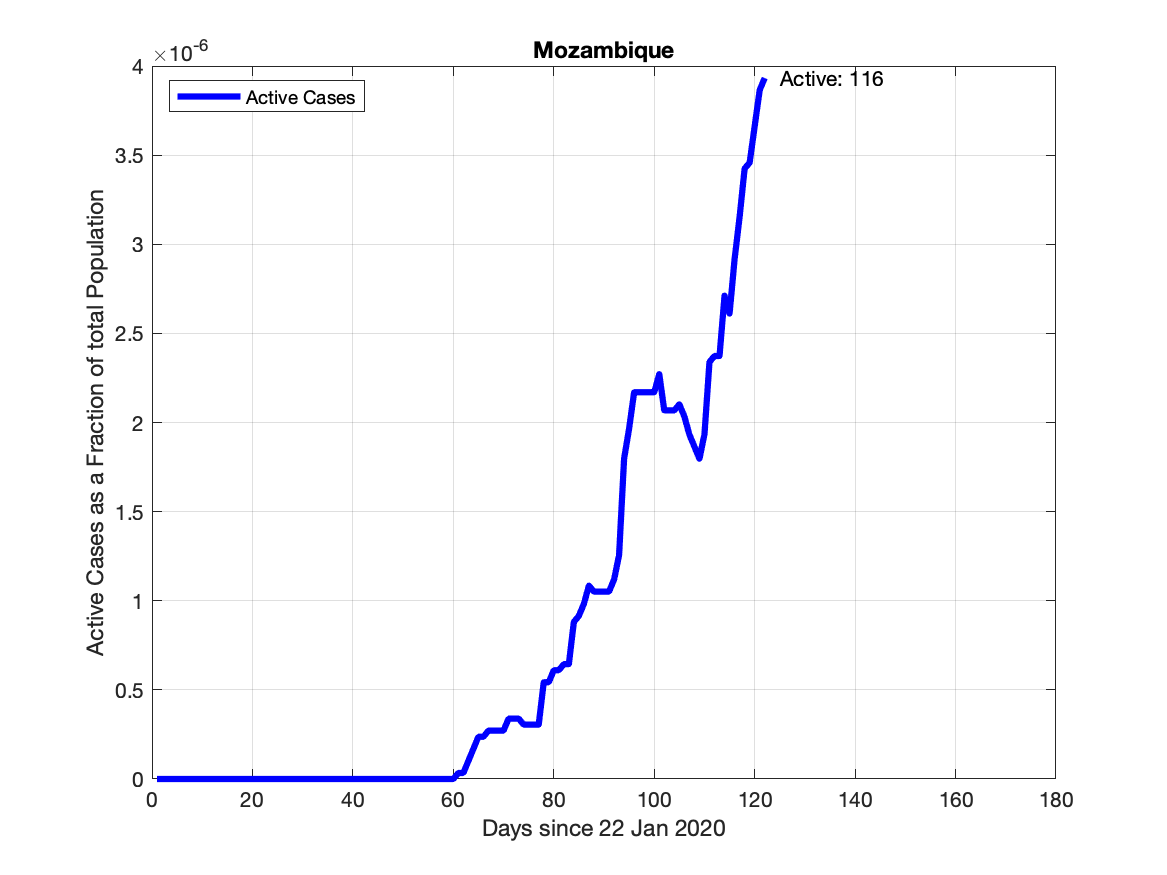 Mozambique
×10-6
Active: 116
Active Cases
4
3.5
3
2.5
2
1.5
1
0.5
0
Active Cases as a Fraction of total Population
0 20 40 60 80 100 120 140 160 180
Days since 22 Jan 2020